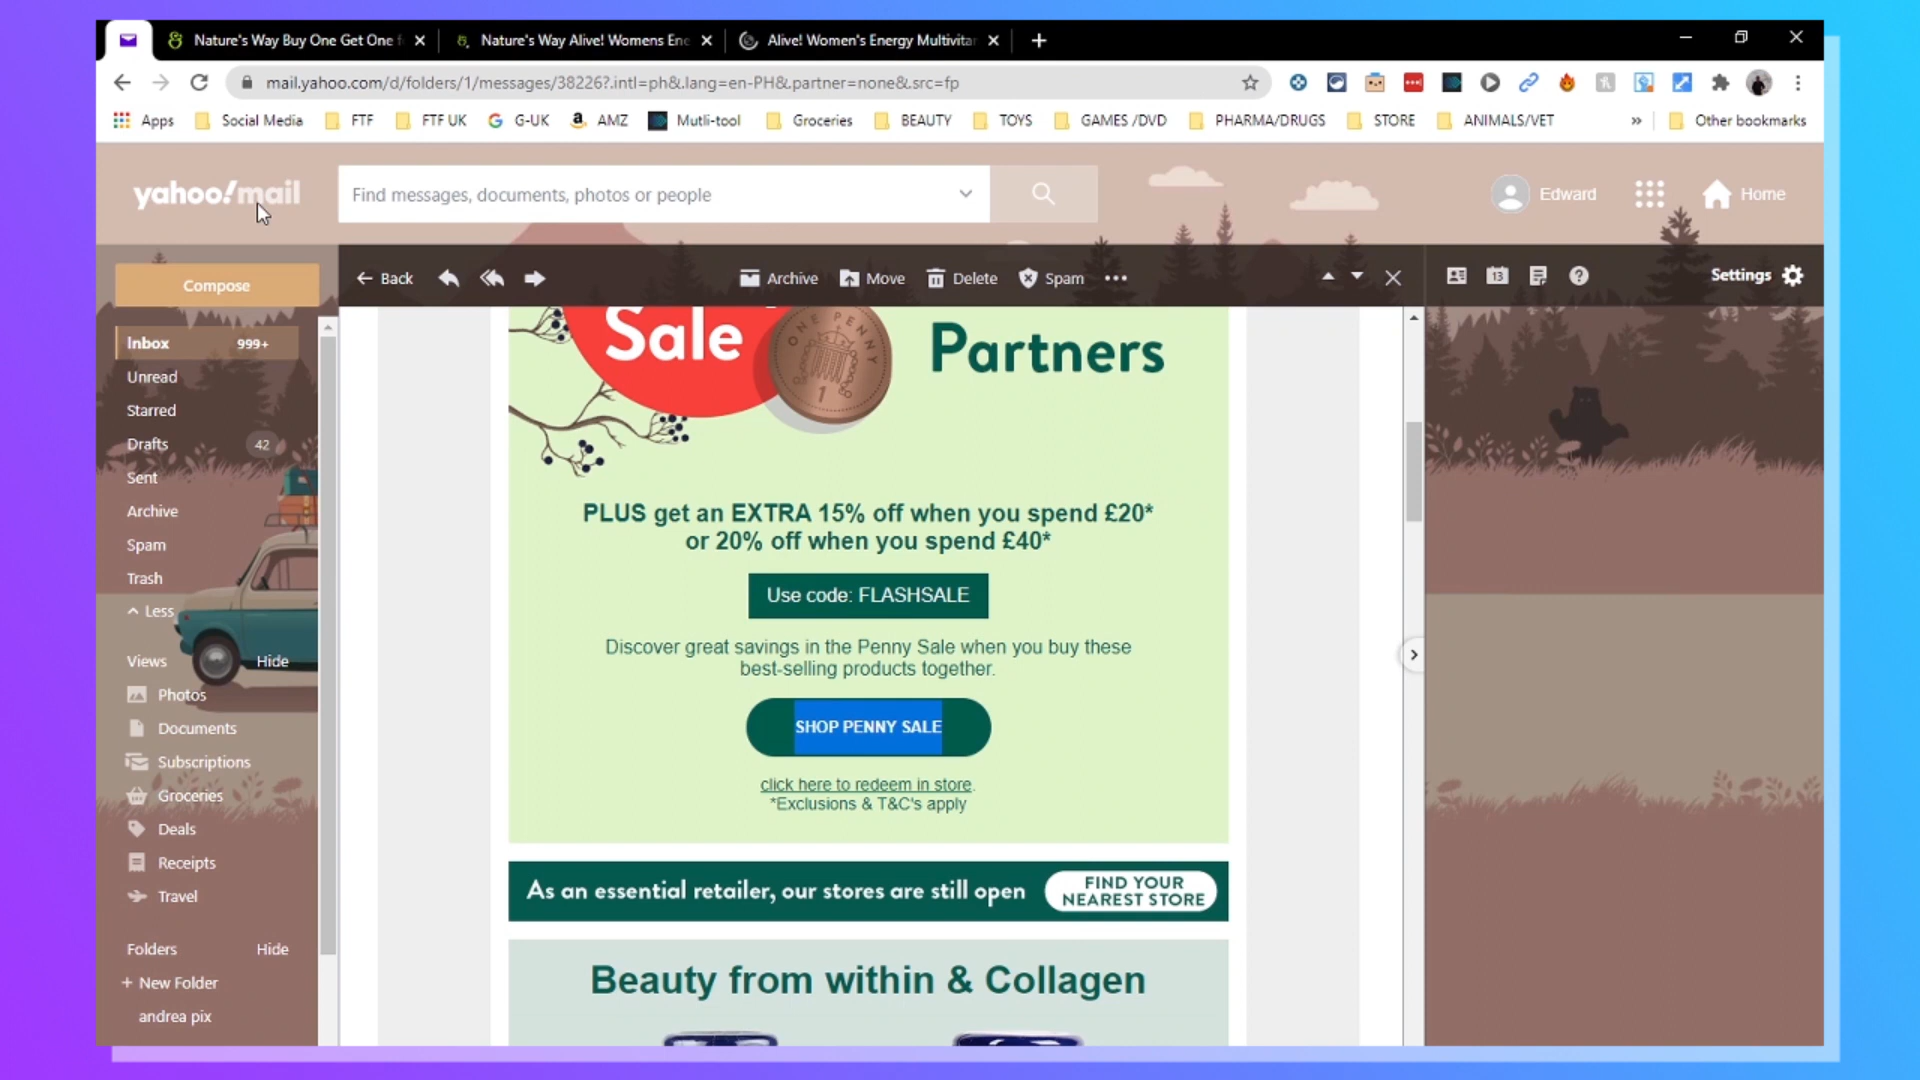 Nature's Way Buy One Get One f
Nature's Way Alive! Womens Ene
Alive! Women's Energy Multivita
mail.yahoo.com/d/folders/1/messages/38226?.intl=ph&.lang=en-PH&.partner=none&.src=fp
Apps
Social Media
FTF
FTF UK
G-UK
AMZ
Mutli-tool
Groceries
BEAUTY
TOYS
GAMES /DVD
PHARMA/DRUGS
STORE
ANIMALS/VET
»
Other bookmarks
yahoo!mail
Find messages, documents, photos or people
Edward
Home
Compose
Back
Archive
Move
Delete
Spam
13
Settings
Inbox 999+
Unread
Starred
Drafts 42
Sent
Archive
Spam
Trash
Less
Views Hide
Photos
Documents
Subscriptions
Groceries
Deals
Receipts
Travel
Folders Hide
+ New Folder
andrea pix
Sale
ONE PENNY
1
Partners
PLUS get an EXTRA 15% off when you spend £20*
or 20% off when you spend £40*
Use code: FLASHSALE
Discover great savings in the Penny Sale when you buy these
best-selling products together.
SHOP PENNY SALE
click here to redeem in store.
*Exclusions & T&C's apply
As an essential retailer, our stores are still open
FIND YOUR
NEAREST STORE
Beauty from within & Collagen